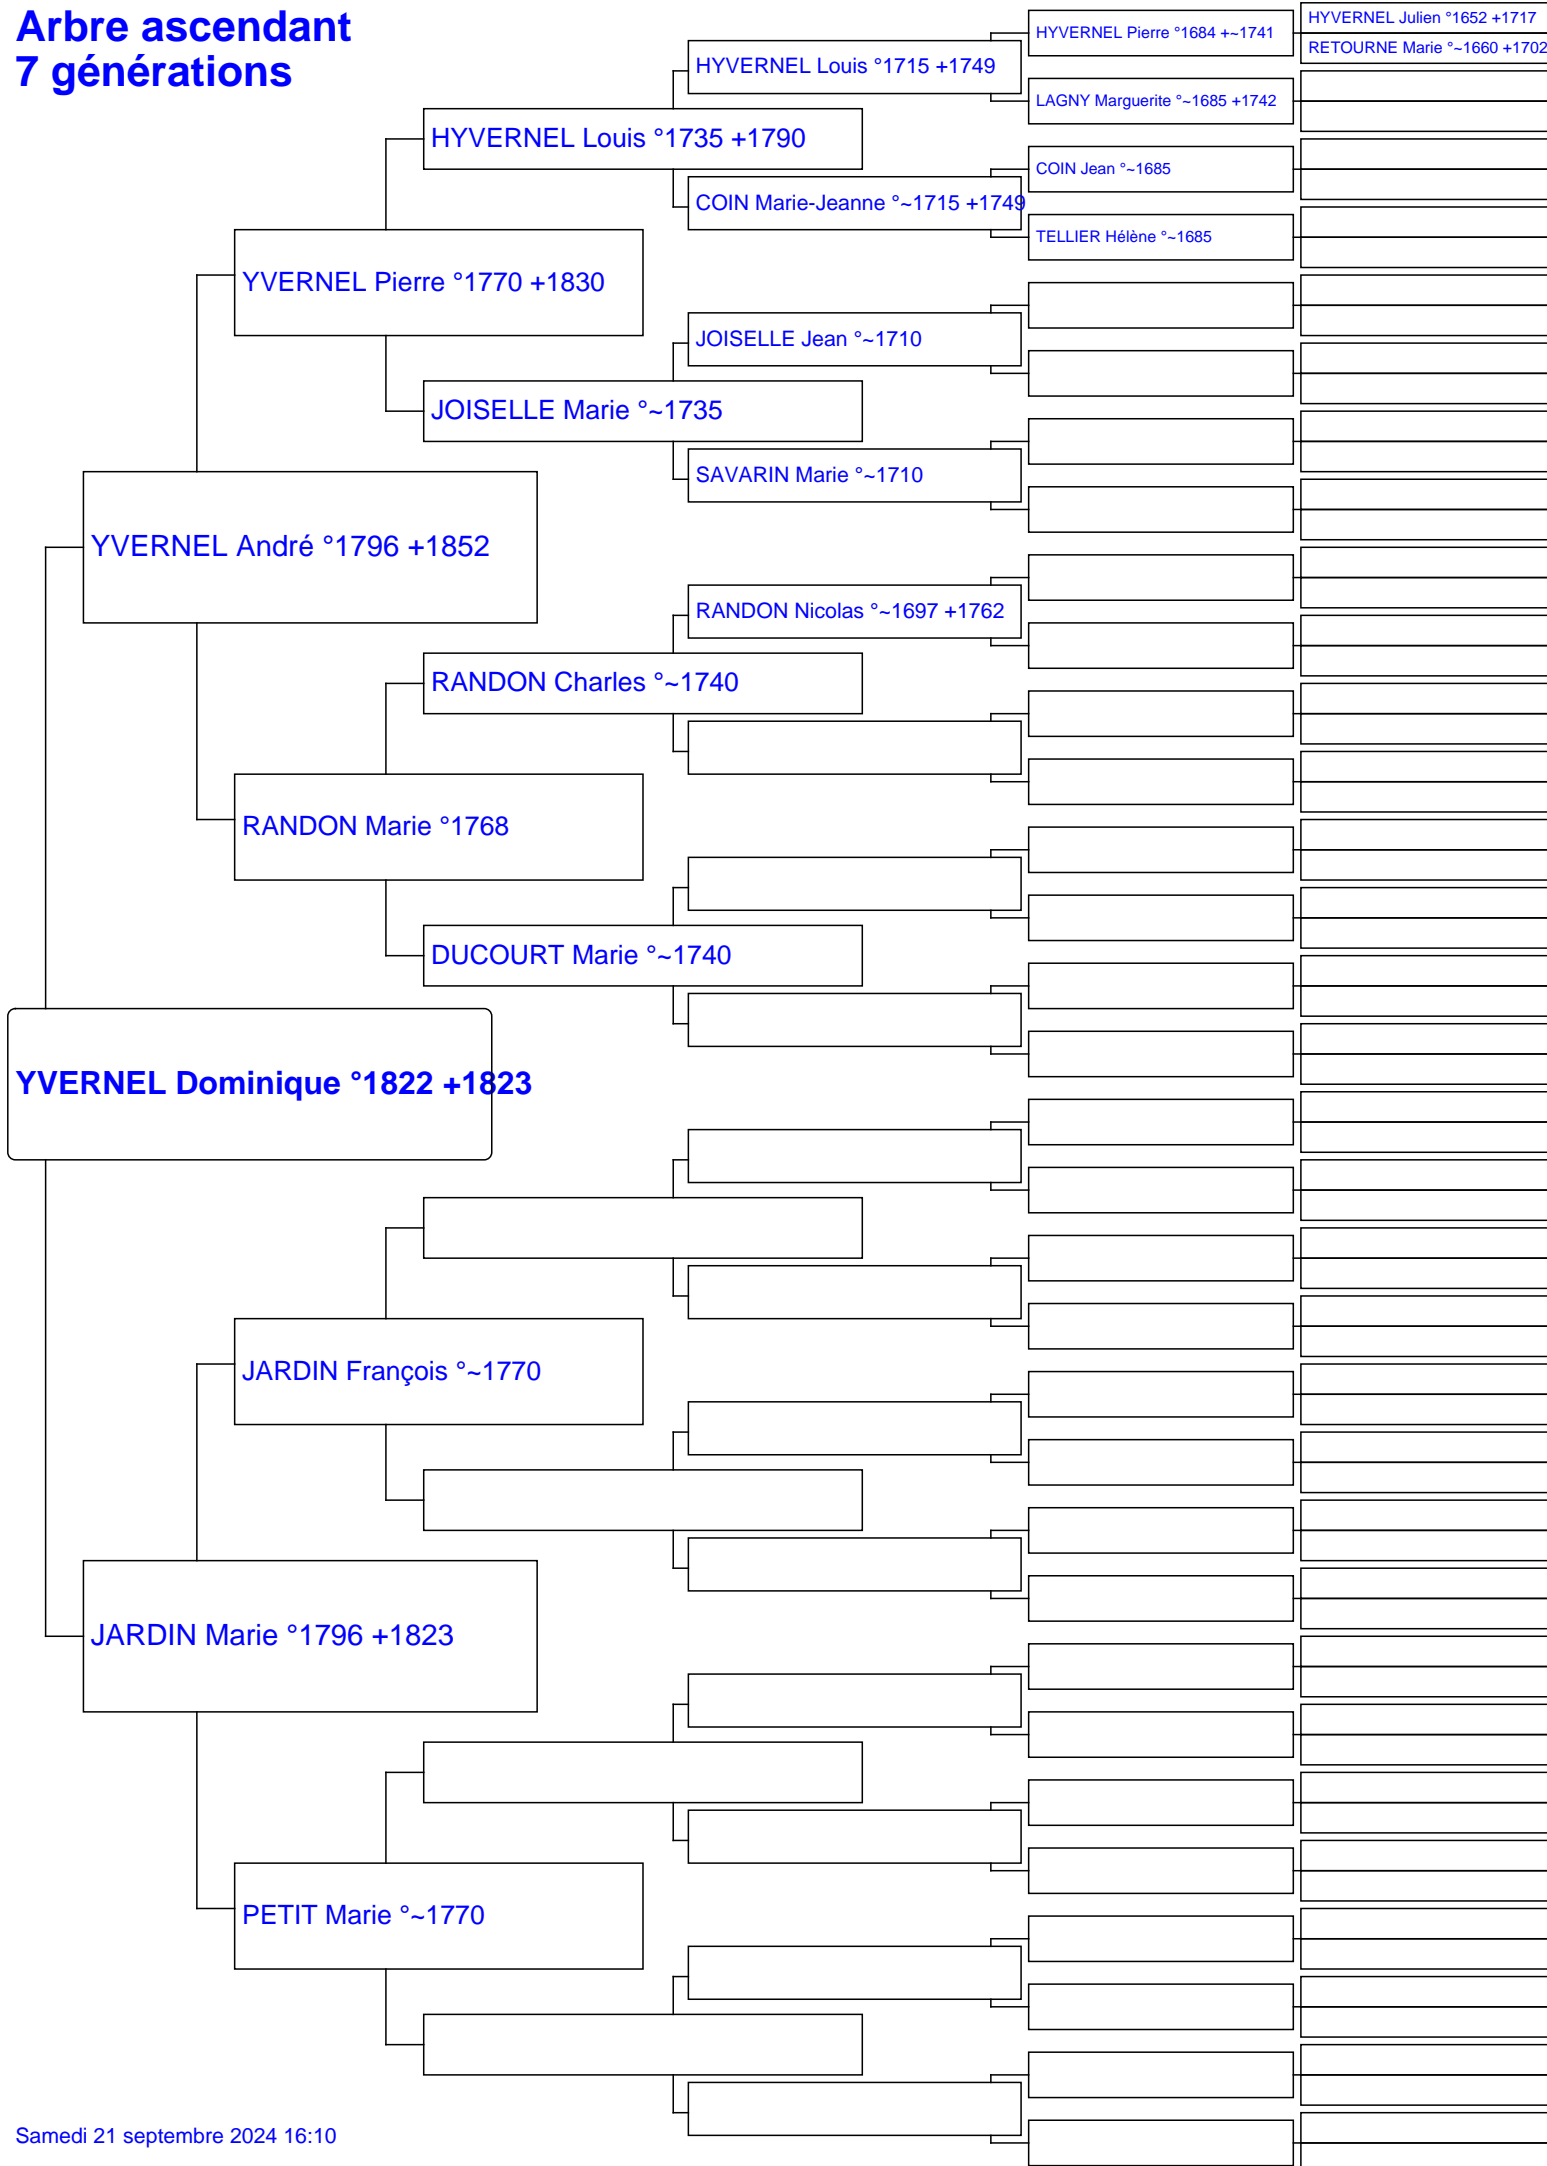 Arbre ascendant
7 générations
HYVERNEL Julien °1652 +1717
HYVERNEL Pierre °1684 +~1741
RETOURNE Marie °~1660 +1702
HYVERNEL Louis °1715 +1749
LAGNY Marguerite °~1685 +1742
HYVERNEL Louis °1735 +1790
COIN Jean °~1685
COIN Marie-Jeanne °~1715 +1749
TELLIER Hélène °~1685
YVERNEL Pierre °1770 +1830
JOISELLE Jean °~1710
JOISELLE Marie °~1735
SAVARIN Marie °~1710
YVERNEL André °1796 +1852
RANDON Nicolas °~1697 +1762
RANDON Charles °~1740
RANDON Marie °1768
DUCOURT Marie °~1740
YVERNEL Dominique °1822 +1823
JARDIN François °~1770
JARDIN Marie °1796 +1823
PETIT Marie °~1770
Samedi 21 septembre 2024 16:10